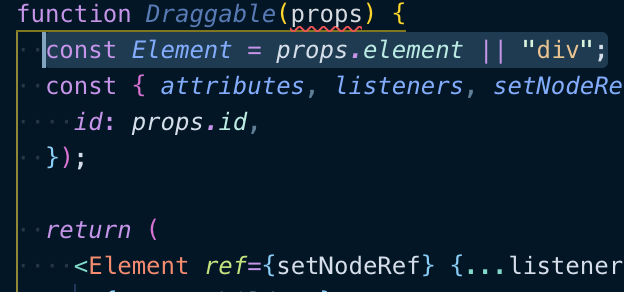 function Draggable(props) {
const Element = props.element || "div";
const { attributes, listeners, setNodeRe
id: props.id,
});
return (
<Element ref={setNodeRef} {...listener